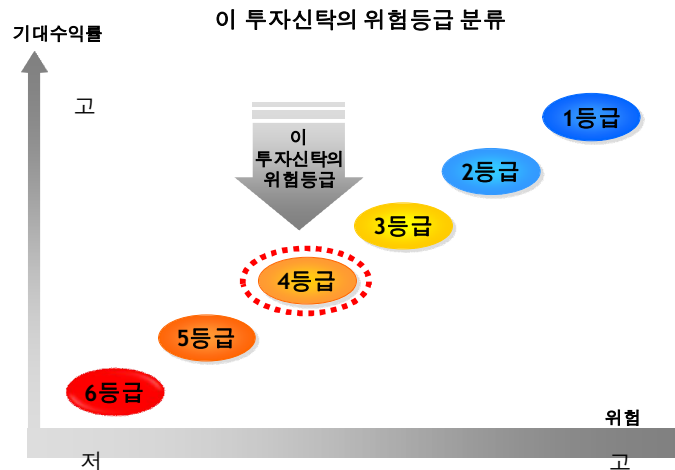 이 투자신탁의 위험등급 분류
기대수익률
고
1등급
이
투자신탁의
위험등급
2등급
3등급
4등급
5등급
6등급
위험
저
고